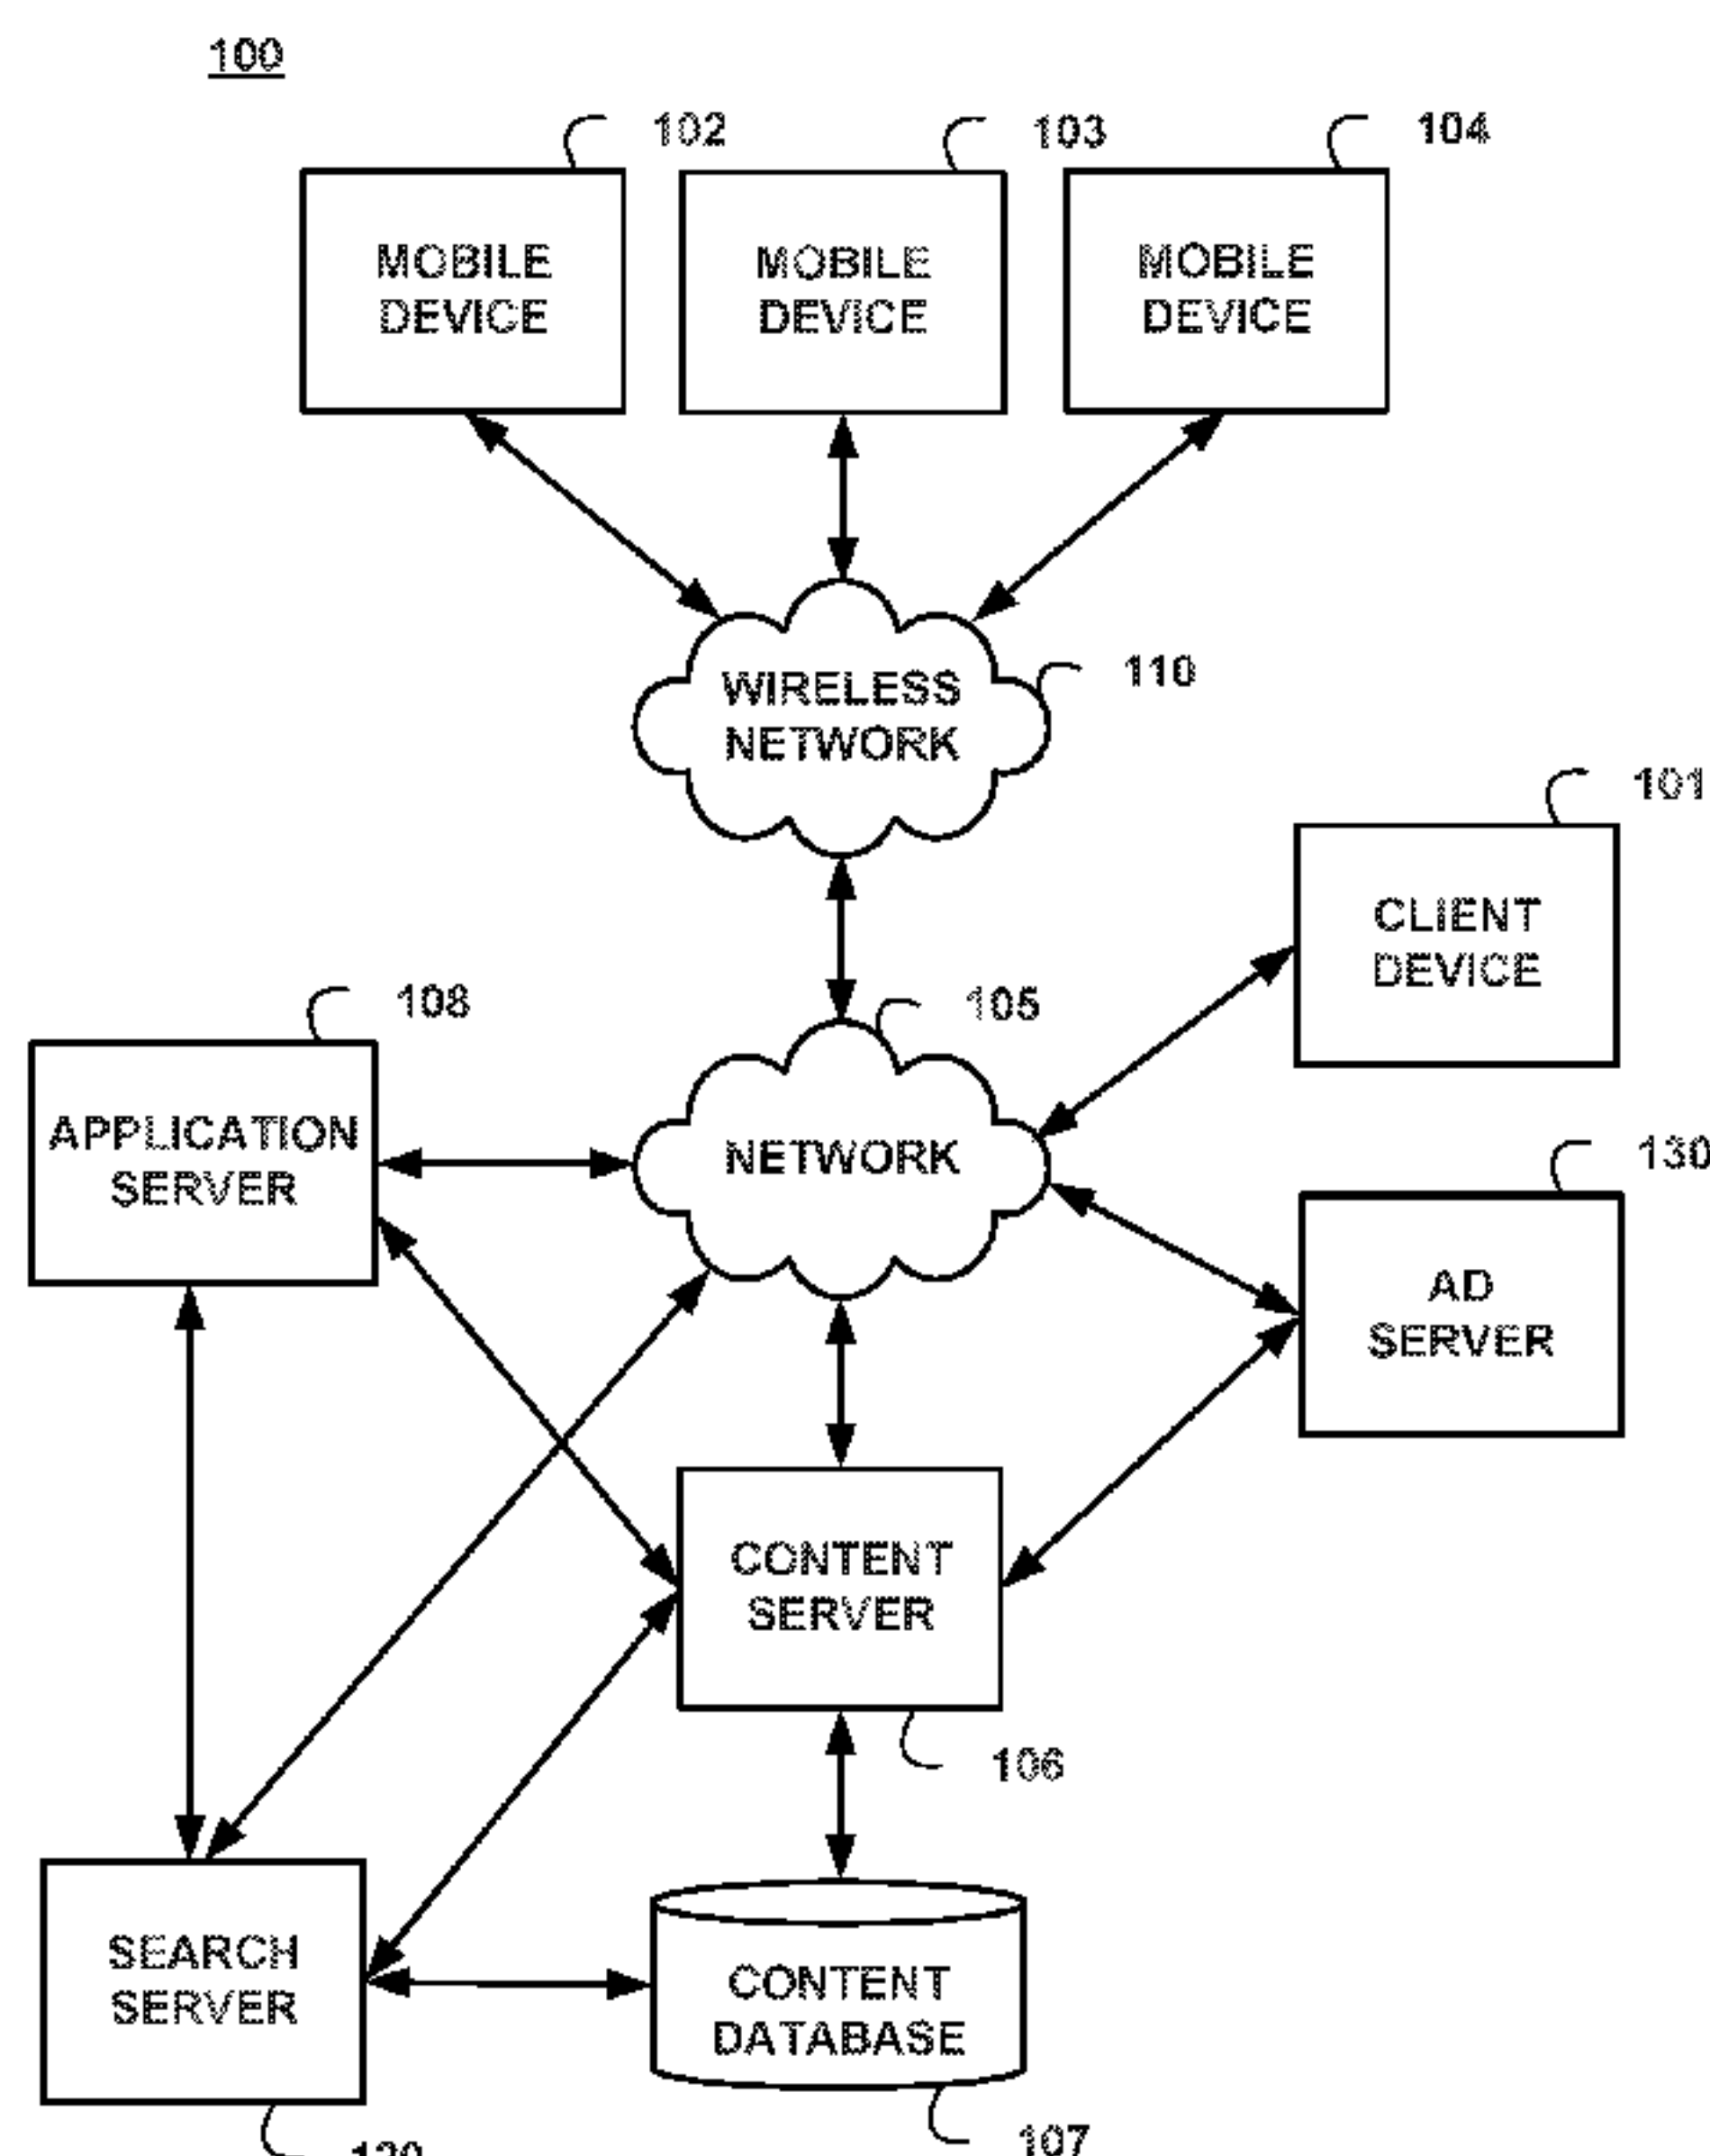 100
102
103
104
MOBILE
DEVICE
MOBILE
DEVICE
MOBILE
DEVICE
WIRELESS
NETWORK
110
101
CLIENT
DEVICE
108
105
APPLICATION
SERVER
NETWORK
130
AD
SERVER
CONTENT
SERVER
106
SEARCH
SERVER
CONTENT
DATABASE
107